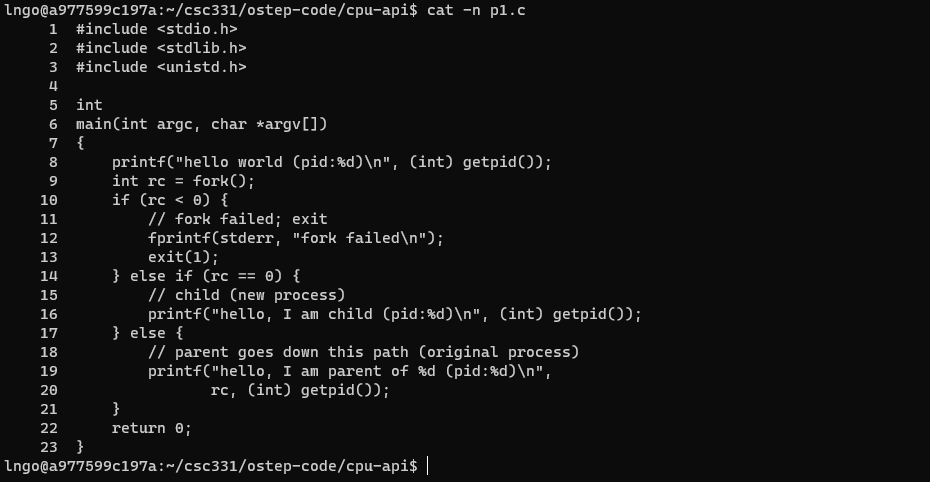 lngo@a977599c197a:~/csc331/ostep-code/cpu-api$ cat -n p1.c
     1  #include <stdio.h>
     2  #include <stdlib.h>
     3  #include <unistd.h>
     4
     5  int
     6  main(int argc, char *argv[])
     7  {
     8      printf("hello world (pid:%d)\n", (int) getpid());
     9      int rc = fork();
    10      if (rc < 0) {
    11          // fork failed; exit
    12          fprintf(stderr, "fork failed\n");
    13          exit(1);
    14      } else if (rc == 0) {
    15          // child (new process)
    16          printf("hello, I am child (pid:%d)\n", (int) getpid());
    17      } else {
    18          // parent goes down this path (original process)
    19          printf("hello, I am parent of %d (pid:%d)\n",
    20                 rc, (int) getpid());
    21      }
    22      return 0;
    23  }
lngo@a977599c197a:~/csc331/ostep-code/cpu-api$